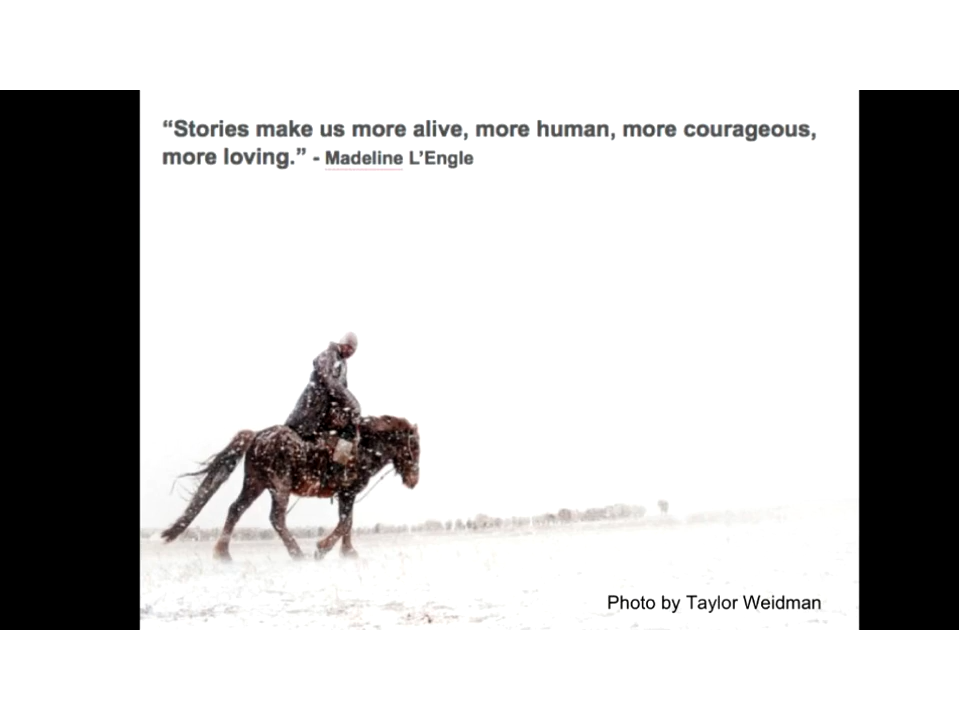 “Stories make us more alive, more human, more courageous,
more loving.” - Madeline L’Engle
Photo by Taylor Weidman